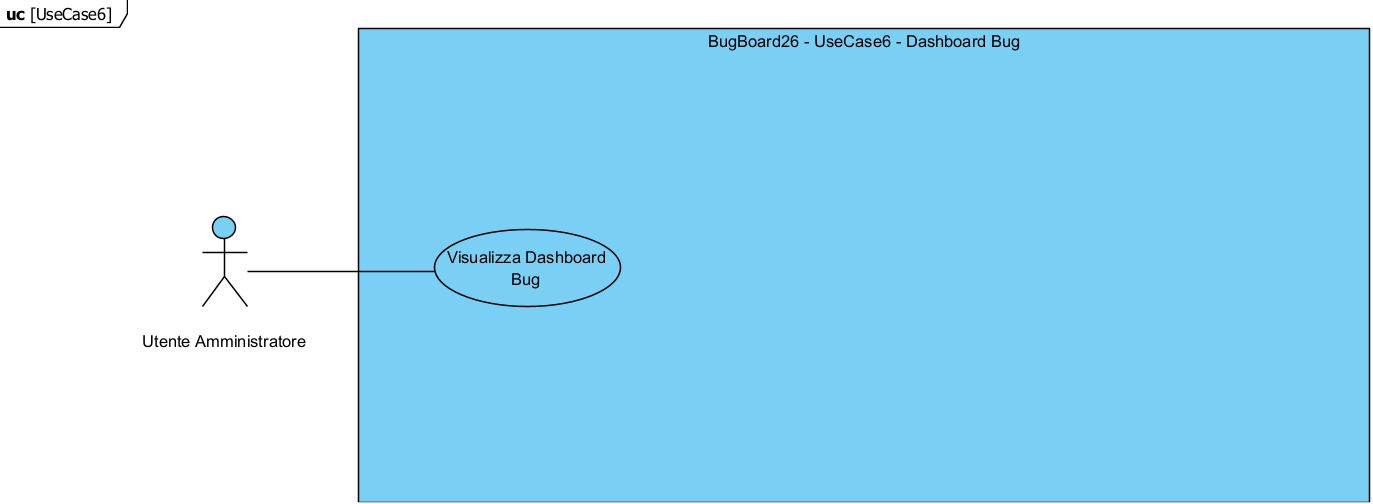 uc [UseCase6]
BugBoard26 - UseCase6 - Dashboard Bug
Visualizza Dashboard
Bug
Utente Amministratore